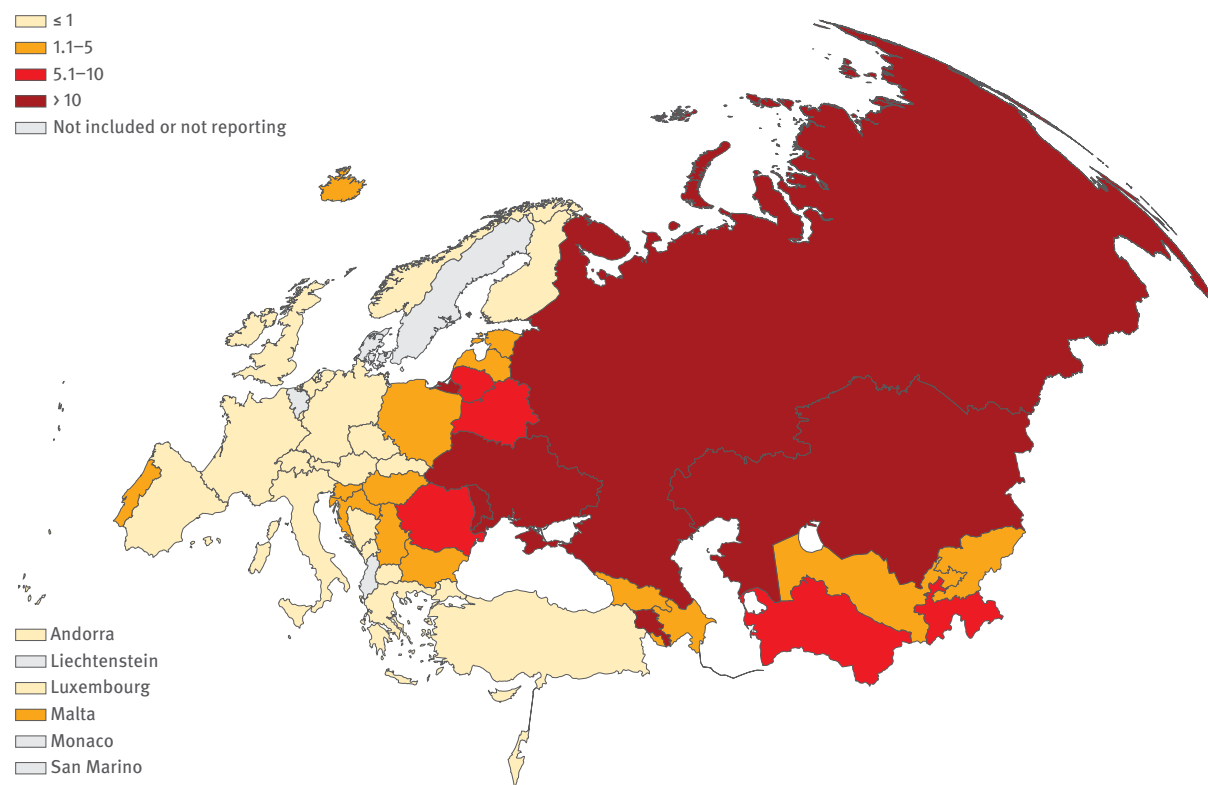 ≤ 1
1.1–5
5.1–10
> 10
Not included or not reporting
Andorra
Liechtenstein
Luxembourg
Malta
Monaco
San Marino